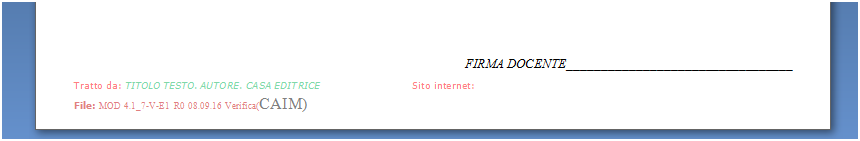 FIRMA DOCENTE_________________________________
Tratto da: TITOLO TESTO. AUTORE. CASA EDITRICE Sito internet:
File: MOD 4.1_7-V-E1 R0 08.09.16 Verifica(CAIM)